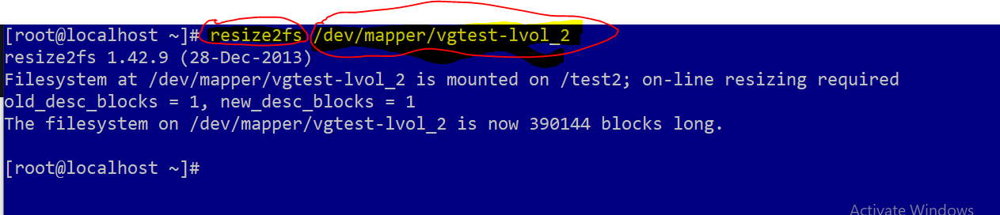 [root@localhost ~]# resize2fs /dev/mapper/vgtest-lvol_2
resize2fs 1.42.9 (28-Dec-2013)
Filesystem at /dev/mapper/vgtest-lvol_2 is mounted on /test2; on-line resizing required
old_desc_blocks = 1, new_desc_blocks = 1
The filesystem on /dev/mapper/vgtest-lvol_2 is now 390144 blocks long.
[root@localhost ~]#
Activate Windows